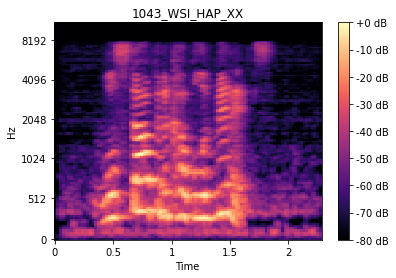 1043_WSI_HAP_XX
Hz
8192
4096
2048
1024
512
0
0
0.5
1
1.5
2
Time
+0 dB
-10 dB
-20 dB
-30 dB
-40 dB
-50 dB
-60 dB
-70 dB
-80 dB